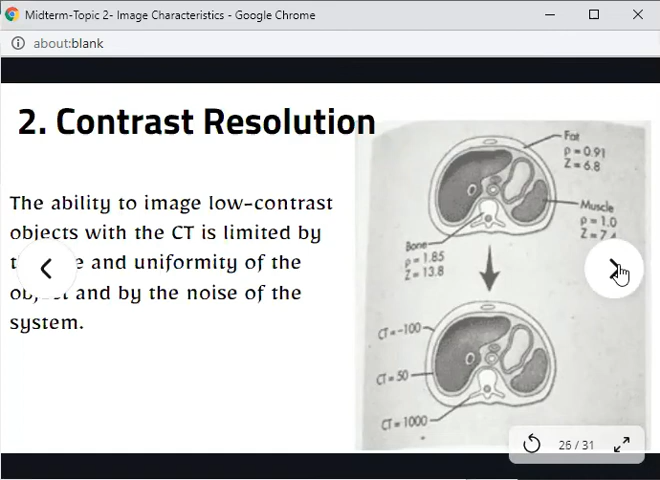 Midterm-Topic 2- Image Characteristics - Google Chrome
about:blank
2. Contrast Resolution
The ability to image low-contrast
objects with the CT is limited by
and uniformity of the
and by the noise of the
system.
Fat
ρ = 0.91
Z = 6.8
Muscle
ρ = 1.0
Z = 7.4
Bone
ρ = 1.85
Z = 13.8
CT = -100
CT = 50
CT = 1000
26 / 31